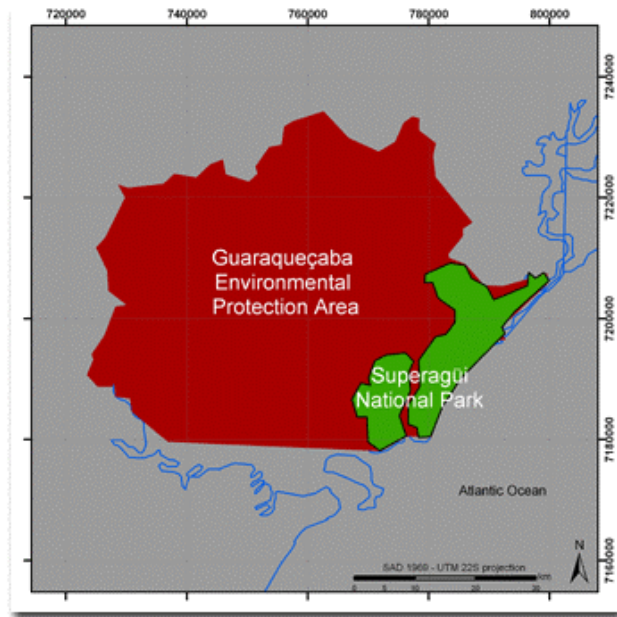 720000 740000 760000 780000 800000
7240000
7220000
Guaraqueçaba
Environmental
Protection Area
7200000
Superagüi
National Park
7180000
Atlantic Ocean
N
SAD 1969 - UTM 22S projection
km
0 5 10 20 30
7160000